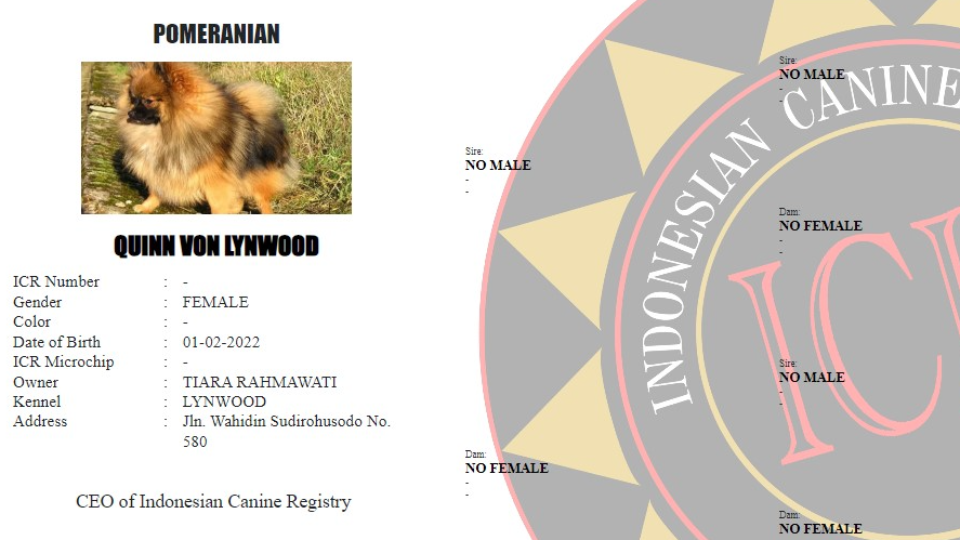 POMERANIAN
QUINN VON LYNWOOD
ICR Number : -
Gender : FEMALE
Color : -
Date of Birth : 01-02-2022
ICR Microchip : -
Owner : TIARA RAHMAWATI
Kennel : LYNWOOD
Address : Jln. Wahidin Sudirohusodo No.
580
CEO of Indonesian Canine Registry
Sire:
NO MALE
-
-
Dam:
NO FEMALE
-
-
Sire:
NO MALE
-
-
Dam:
NO FEMALE
-
-
Sire:
NO MALE
-
-
Dam:
NO FEMALE
INDONESIAN CANINE
IC